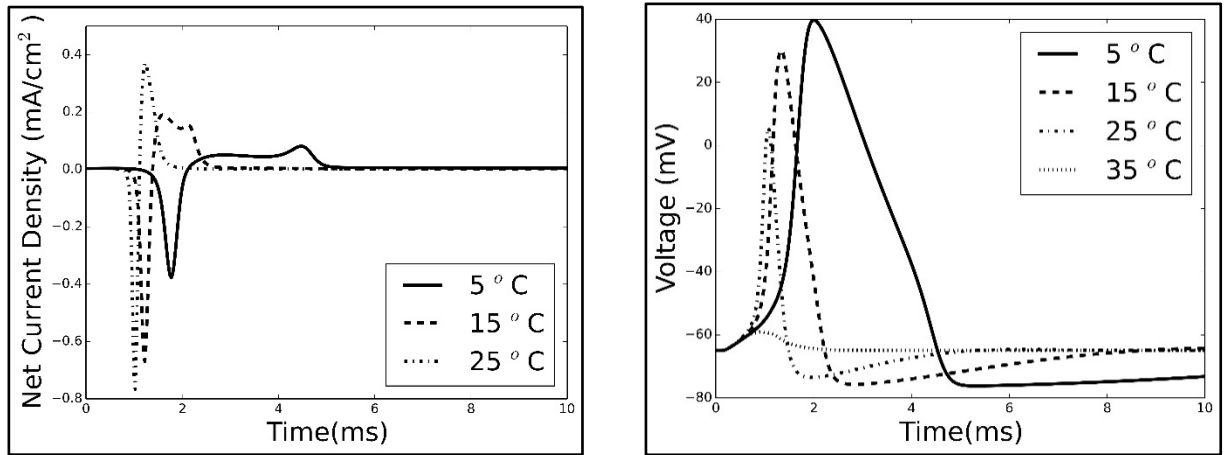 Net Current Density (mA/cm²)
0.4
0.2
0.0
−0.2
−0.4
−0.6
−0.8
0 2 4 6 8 10
Time(ms)
5 ° C
15 ° C
25 ° C
Voltage (mV)
40
20
0
−20
−40
−60
−80
0 2 4 6 8 10
Time(ms)
5 ° C
15 ° C
25 ° C
35 ° C